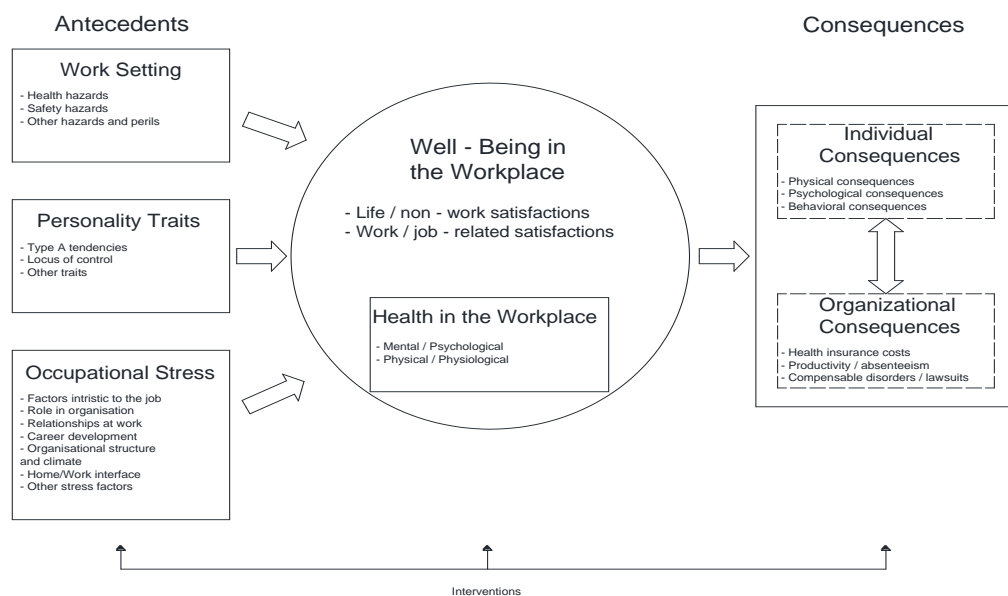 Antecedents
Work Setting
- Health hazards
- Safety hazards
- Other hazards and perils
Personality Traits
- Type A tendencies
- Locus of control
- Other traits
Occupational Stress
- Factors intristic to the job
- Role in organisation
- Relationships at work
- Career development
- Organisational structure
and climate
- Home/Work interface
- Other stress factors
Well - Being in
the Workplace
- Life / non - work satisfactions
- Work / job - related satisfactions
Health in the Workplace
- Mental / Psychological
- Physical / Physiological
Consequences
Individual
Consequences
- Physical consequences
- Psychological consequences
- Behavioral consequences
Organizational
Consequences
- Health insurance costs
- Productivity / absenteeism
- Compensable disorders / lawsuits
Interventions